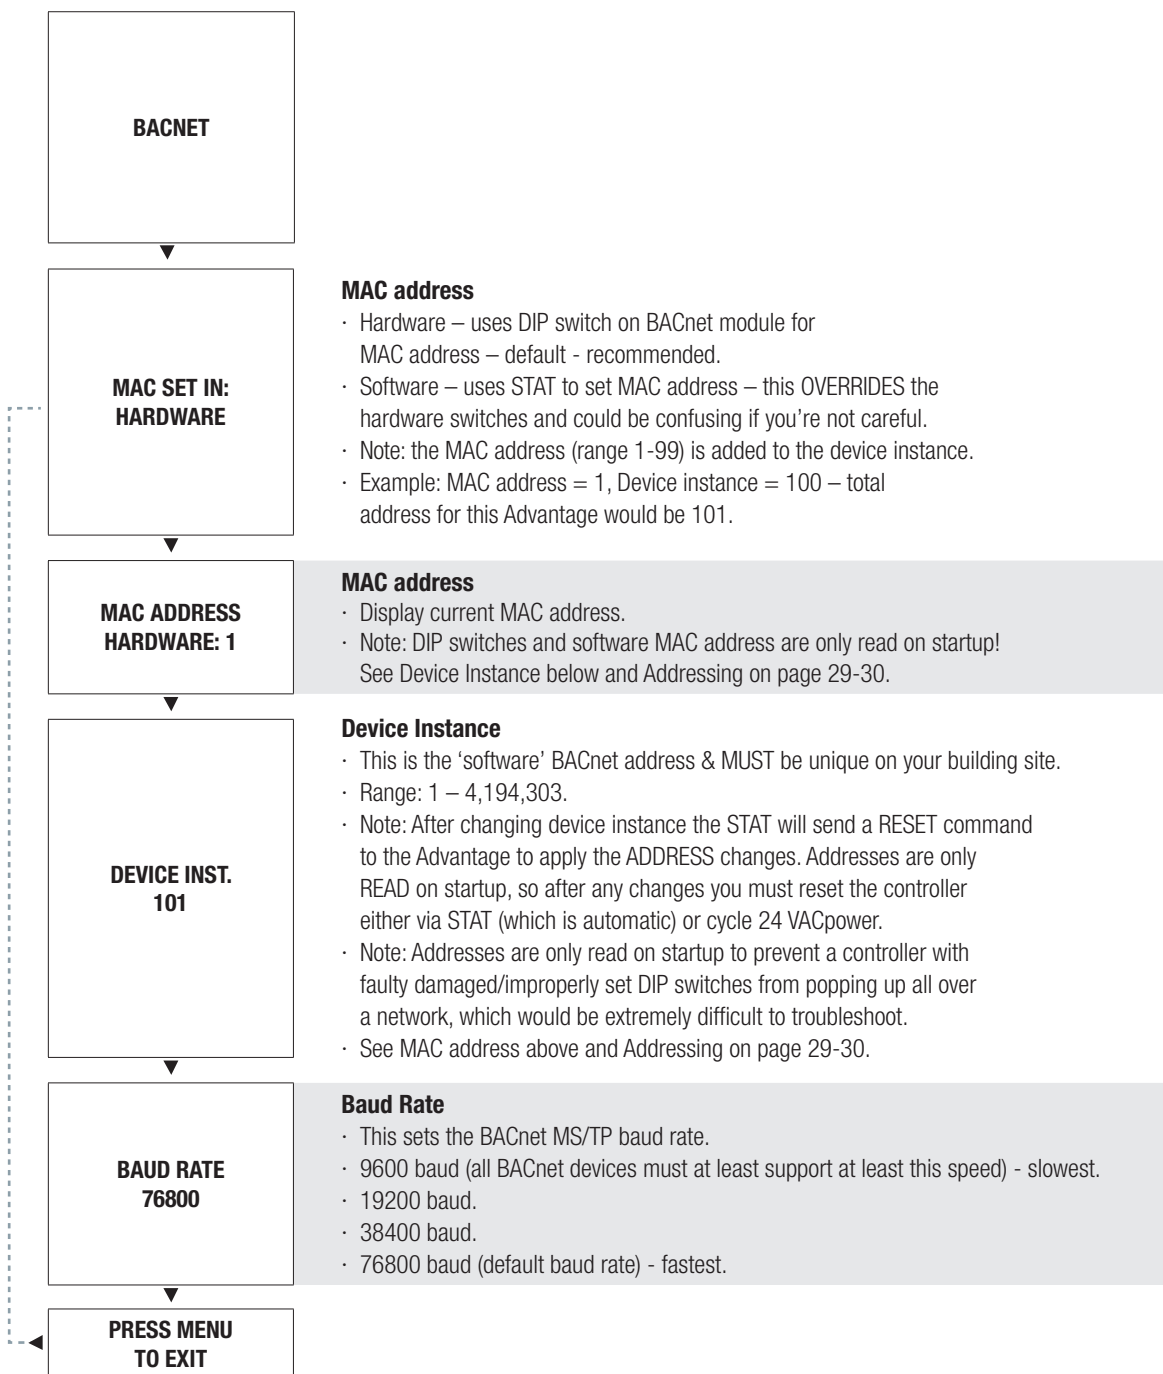 BACNET
MAC SET IN:
HARDWARE
MAC address
· Hardware – uses DIP switch on BACnet module for
MAC address – default - recommended.
· Software – uses STAT to set MAC address – this OVERRIDES the
hardware switches and could be confusing if you’re not careful.
· Note: the MAC address (range 1-99) is added to the device instance.
· Example: MAC address = 1, Device instance = 100 – total
address for this Advantage would be 101.
MAC ADDRESS
HARDWARE: 1
MAC address
· Display current MAC address.
· Note: DIP switches and software MAC address are only read on startup!
See Device Instance below and Addressing on page 29-30.
DEVICE INST.
101
Device Instance
· This is the ‘software’ BACnet address & MUST be unique on your building site.
· Range: 1 – 4,194,303.
· Note: After changing device instance the STAT will send a RESET command
to the Advantage to apply the ADDRESS changes. Addresses are only
READ on startup, so after any changes you must reset the controller
either via STAT (which is automatic) or cycle 24 VACpower.
· Note: Addresses are only read on startup to prevent a controller with
faulty damaged/improperly set DIP switches from popping up all over
a network, which would be extremely difficult to troubleshoot.
· See MAC address above and Addressing on page 29-30.
BAUD RATE
76800
Baud Rate
· This sets the BACnet MS/TP baud rate.
· 9600 baud (all BACnet devices must at least support at least this speed) - slowest.
· 19200 baud.
· 38400 baud.
· 76800 baud (default baud rate) - fastest.
PRESS MENU
TO EXIT